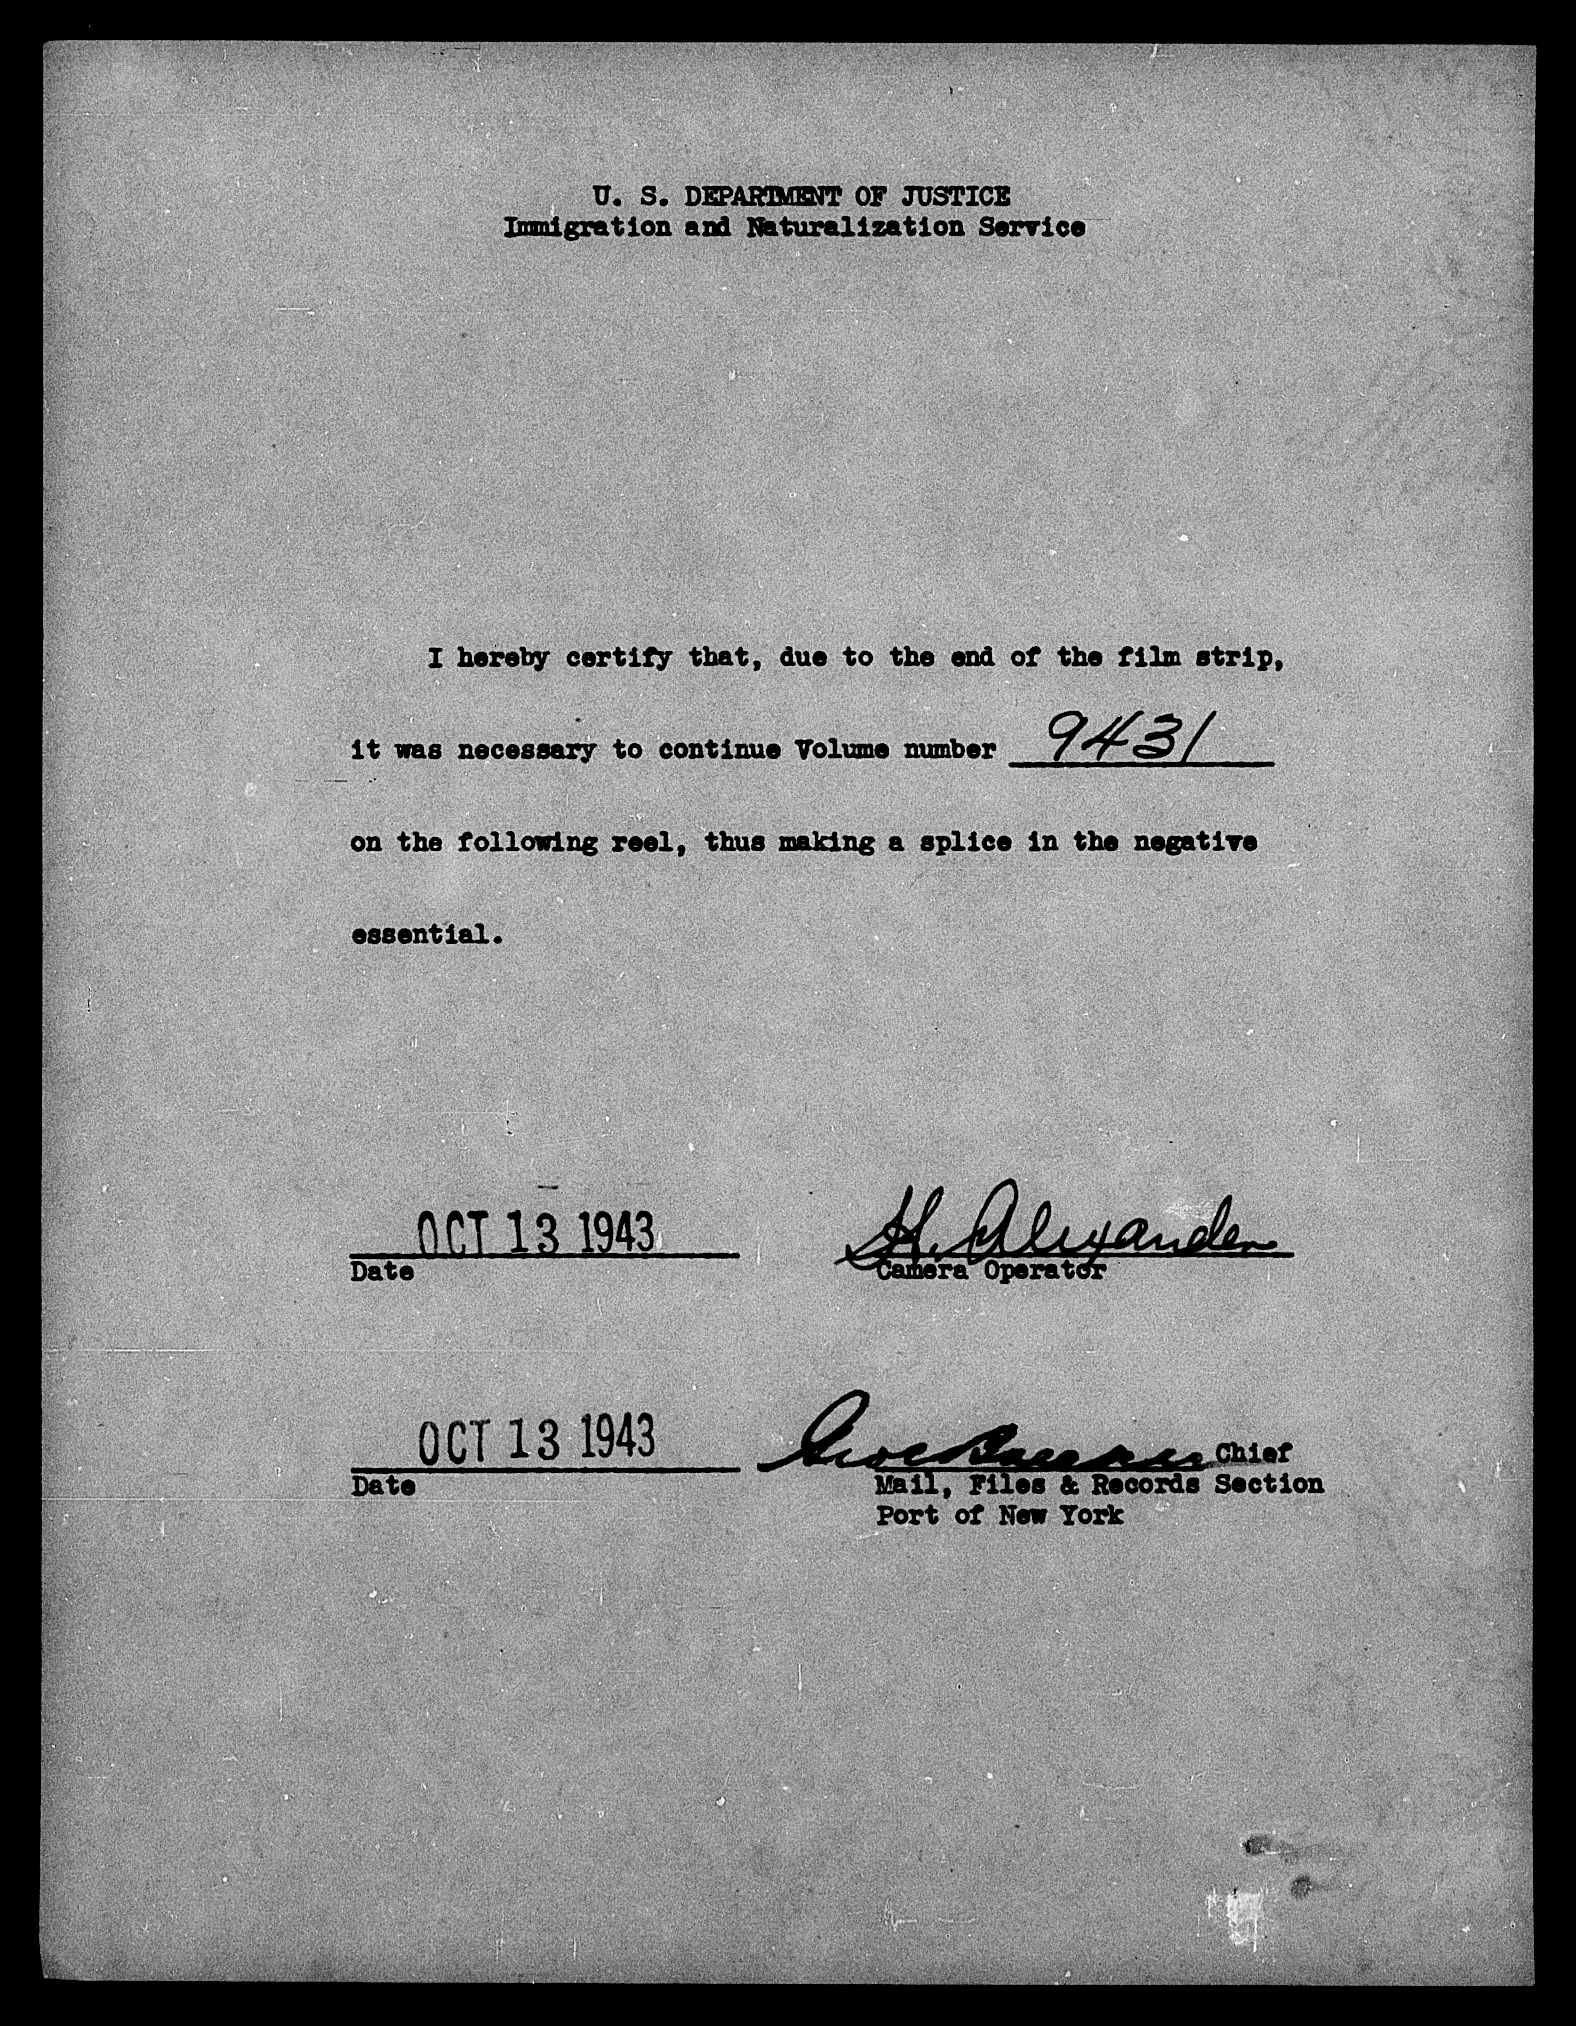 U. S. DEPARTMENT OF JUSTICE
Immigration and Naturalization Service
I hereby certify that, due to the end of the film strip,
it was necessary to continue Volume number 9431
on the following reel, thus making a splice in the negative
essential.
OCT 13 1943 H. Alexander
Date Camera Operator
OCT 13 1943 Chief
Date Mail, Files & Records Section
Port of New York